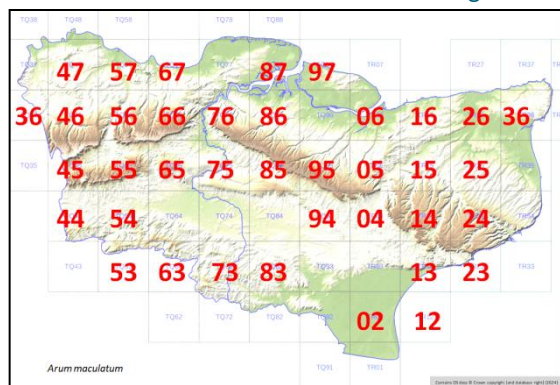 TQ38 TQ48 TQ58 TQ78 TQ88
47 57 67 87 97 TR07 TR27 TR37
36 46 56 66 76 86 06 16 26 36
TQ35 45 55 65 75 85 95 05 15 25
44 54 TQ64 TQ74 TQ84 94 04 14 24
TQ43 53 63 73 83 TQ93 13 23 TR33
TQ62 TQ72 TQ82 02 12
TQ91 TR01
Arum maculatum